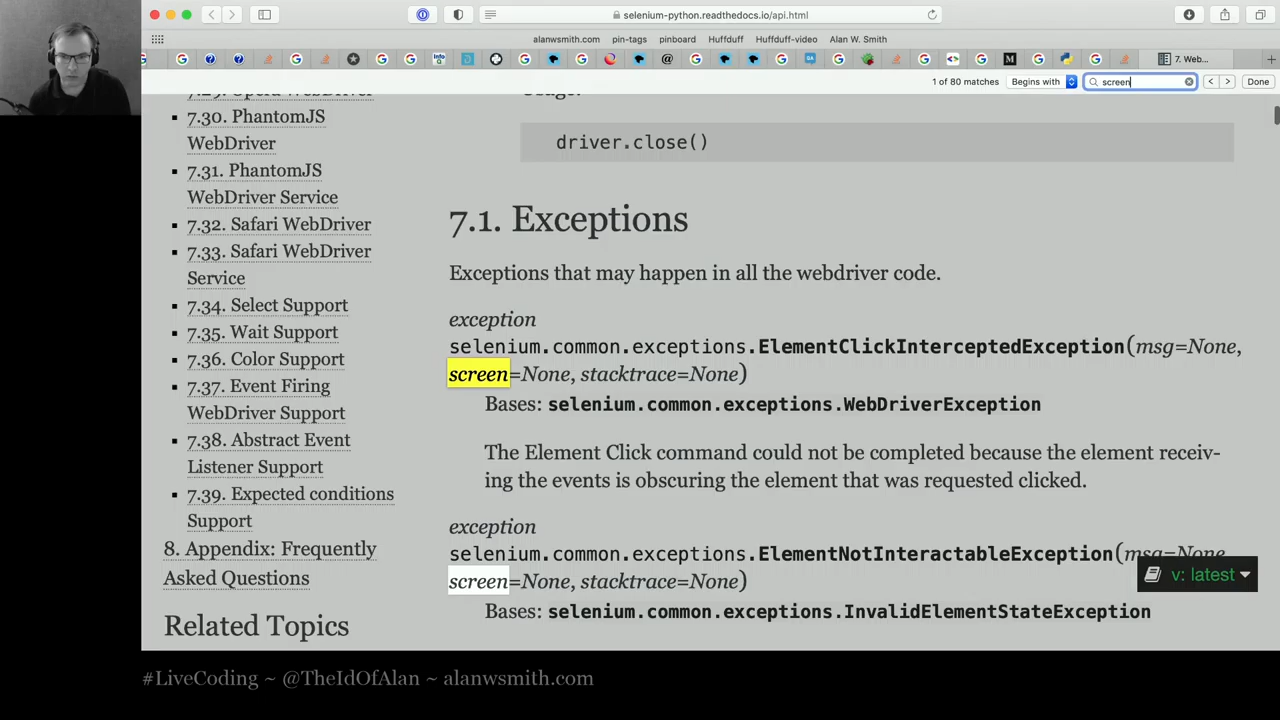 selenium-python.readthedocs.io/api.html
alanwsmith.com pin-tags pinboard Huffduff Huffduff-video Alan W. Smith
7. Web...
1 of 80 matches Begins with screen Done
7.30. PhantomJS
WebDriver
7.31. PhantomJS
WebDriver Service
7.32. Safari WebDriver
7.33. Safari WebDriver
Service
7.34. Select Support
7.35. Wait Support
7.36. Color Support
7.37. Event Firing
WebDriver Support
7.38. Abstract Event
Listener Support
7.39. Expected conditions
Support
8. Appendix: Frequently
Asked Questions
Related Topics
driver.close()
7.1. Exceptions
Exceptions that may happen in all the webdriver code.
exception
selenium.common.exceptions.ElementClickInterceptedException(msg=None,
screen=None, stacktrace=None)
Bases: selenium.common.exceptions.WebDriverException
The Element Click command could not be completed because the element receiv-
ing the events is obscuring the element that was requested clicked.
exception
selenium.common.exceptions.ElementNotInteractableException(msg=None,
screen=None, stacktrace=None)
Bases: selenium.common.exceptions.InvalidElementStateException
v: latest
#LiveCoding ~ @TheIdOfAlan ~ alanwsmith.com